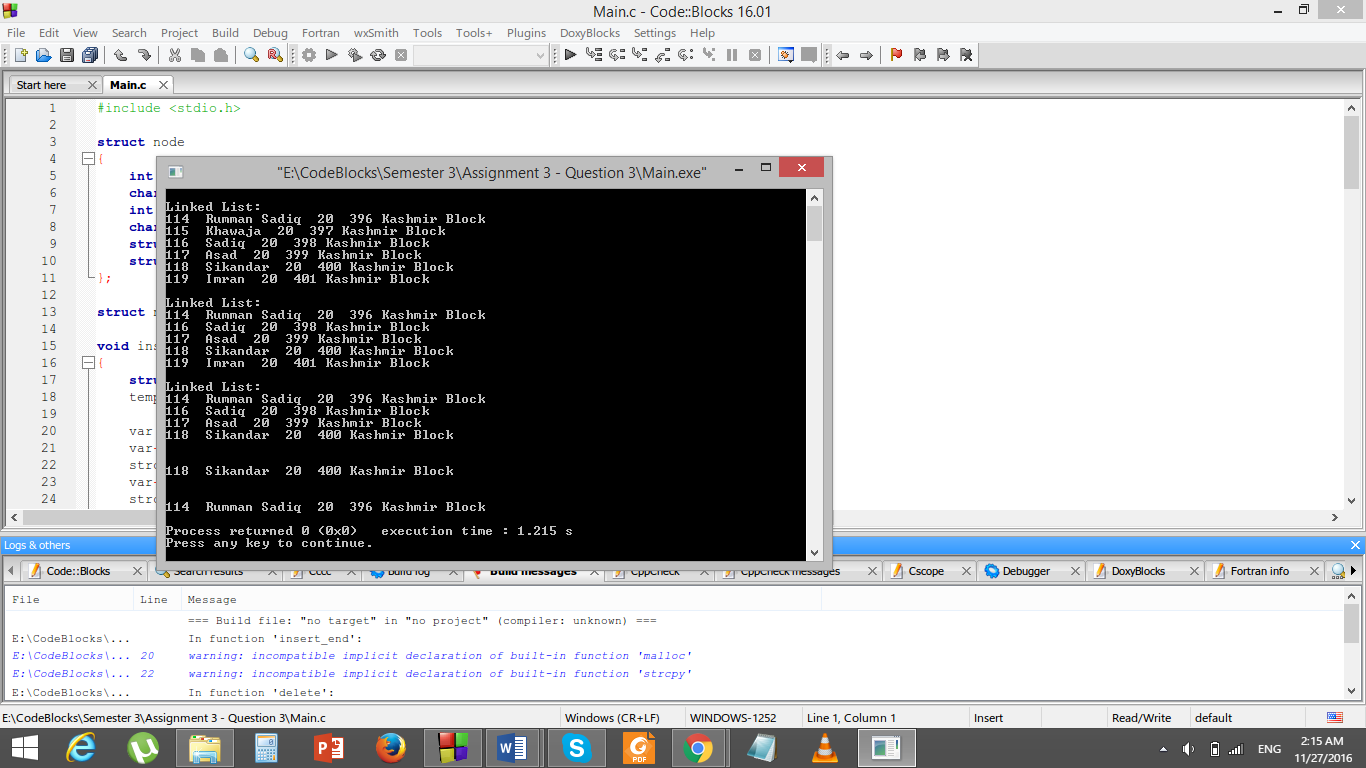 Main.c - Code::Blocks 16.01
File Edit View Search Project Build Debug Fortran wxSmith Tools Tools+ Plugins DoxyBlocks Settings Help
Start here Main.c
1 #include <stdio.h>
2
3 struct node
4 {
5 int
6 char
7 int
8 char
9 stru
10 stru
11 };
12
13 struct n
14
15 void ins
16 {
17 stru
18 temp
19
20 var
21 var-
22 strc
23 var-
24 strc
"E:\CodeBlocks\Semester 3\Assignment 3 - Question 3\Main.exe"
Linked List:
114 Rumman Sadiq 20 396 Kashmir Block
115 Khawaja 20 397 Kashmir Block
116 Sadiq 20 398 Kashmir Block
117 Asad 20 399 Kashmir Block
118 Sikandar 20 400 Kashmir Block
119 Imran 20 401 Kashmir Block
Linked List:
114 Rumman Sadiq 20 396 Kashmir Block
116 Sadiq 20 398 Kashmir Block
117 Asad 20 399 Kashmir Block
118 Sikandar 20 400 Kashmir Block
119 Imran 20 401 Kashmir Block
Linked List:
114 Rumman Sadiq 20 396 Kashmir Block
116 Sadiq 20 398 Kashmir Block
117 Asad 20 399 Kashmir Block
118 Sikandar 20 400 Kashmir Block
118 Sikandar 20 400 Kashmir Block
114 Rumman Sadiq 20 396 Kashmir Block
Process returned 0 (0x0) execution time : 1.215 s
Press any key to continue.
Logs & others
Code::Blocks Search results Cccc Build log Build messages CppCheck CppCheck messages Cscope Debugger DoxyBlocks Fortran info
File Line Message
=== Build file: "no target" in "no project" (compiler: unknown) ===
E:\CodeBlocks\... In function 'insert_end':
E:\CodeBlocks\... 20 warning: incompatible implicit declaration of built-in function 'malloc'
E:\CodeBlocks\... 22 warning: incompatible implicit declaration of built-in function 'strcpy'
E:\CodeBlocks\... In function 'delete':
E:\CodeBlocks\Semester 3\Assignment 3 - Question 3\Main.c Windows (CR+LF) WINDOWS-1252 Line 1, Column 1 Insert Read/Write default
PDF
ENG
2:15 AM
11/27/2016